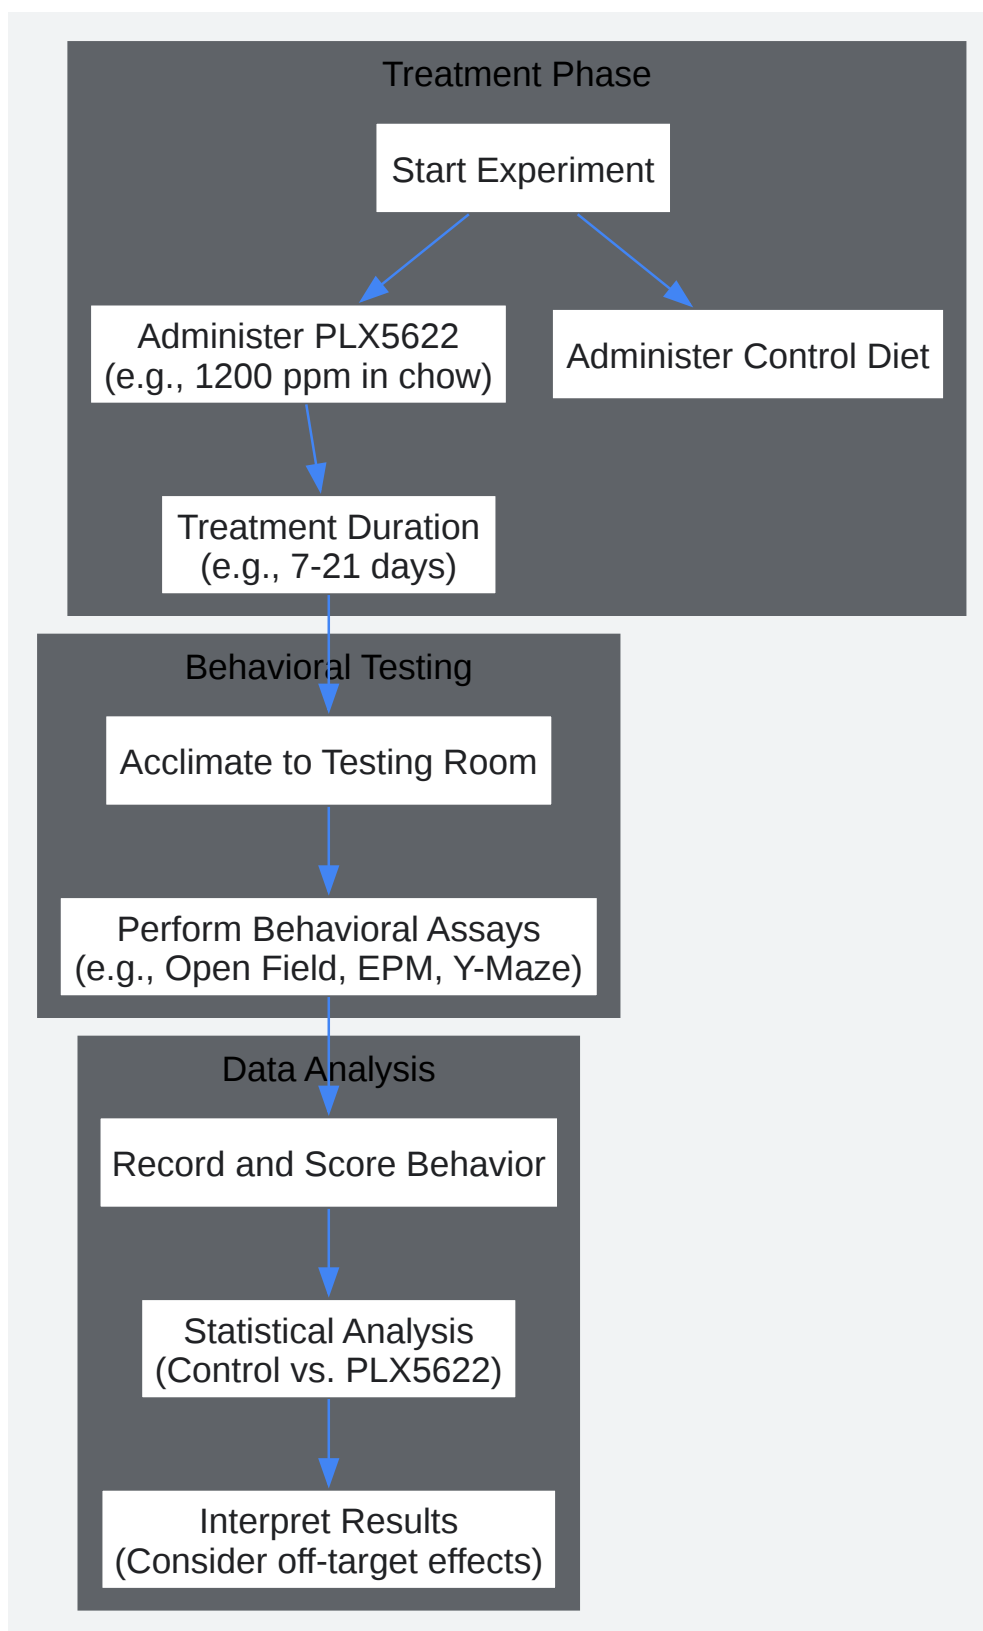 Treatment Phase
Start Experiment
Administer PLX5622
(e.g., 1200 ppm in chow)
Administer Control Diet
Treatment Duration
(e.g., 7-21 days)
Behavioral Testing
Acclimate to Testing Room
Perform Behavioral Assays
(e.g., Open Field, EPM, Y-Maze)
Data Analysis
Record and Score Behavior
Statistical Analysis
(Control vs. PLX5622)
Interpret Results
(Consider off-target effects)